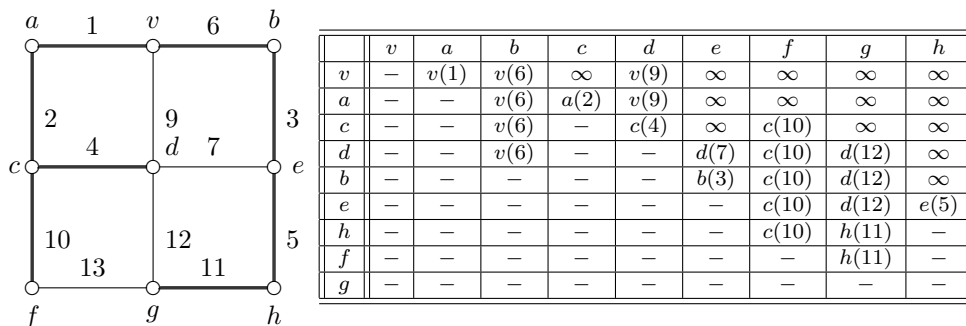 a v b
1 6
2 9 3
4 d 7
c e
10 12 5
13 11
f g h
v a b c d e f g h
v − v(1) v(6) ∞ v(9) ∞ ∞ ∞ ∞
a − − v(6) a(2) v(9) ∞ ∞ ∞ ∞
c − − v(6) − c(4) ∞ c(10) ∞ ∞
d − − v(6) − − d(7) c(10) d(12) ∞
b − − − − − b(3) c(10) d(12) ∞
e − − − − − − c(10) d(12) e(5)
h − − − − − − c(10) h(11) −
f − − − − − − − h(11) −
g − − − − − − − − −